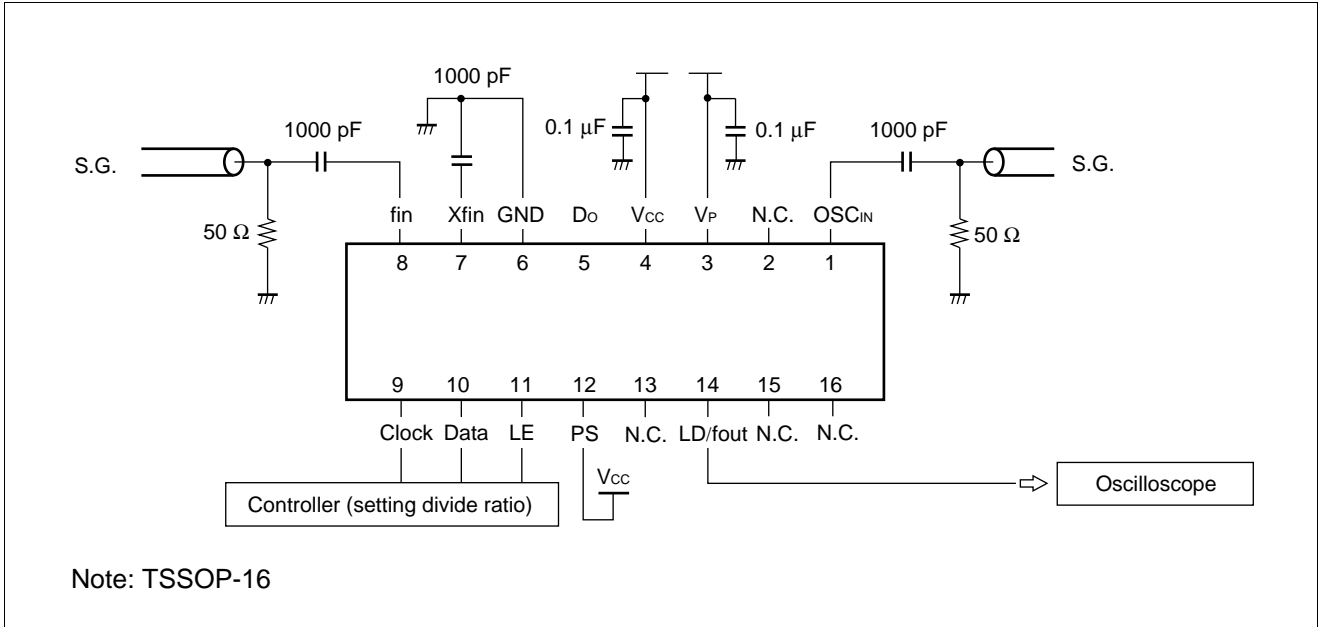 1000 pF
1000 pF
0.1 µF
0.1 µF
1000 pF
S.G.
S.G.
50 Ω
50 Ω
fin Xfin GND Do Vcc VP N.C. OSCIN
8 7 6 5 4 3 2 1
9 10 11 12 13 14 15 16
Clock Data LE PS N.C. LD/fout N.C. N.C.
Vcc
Controller (setting divide ratio)
Oscilloscope
Note: TSSOP-16